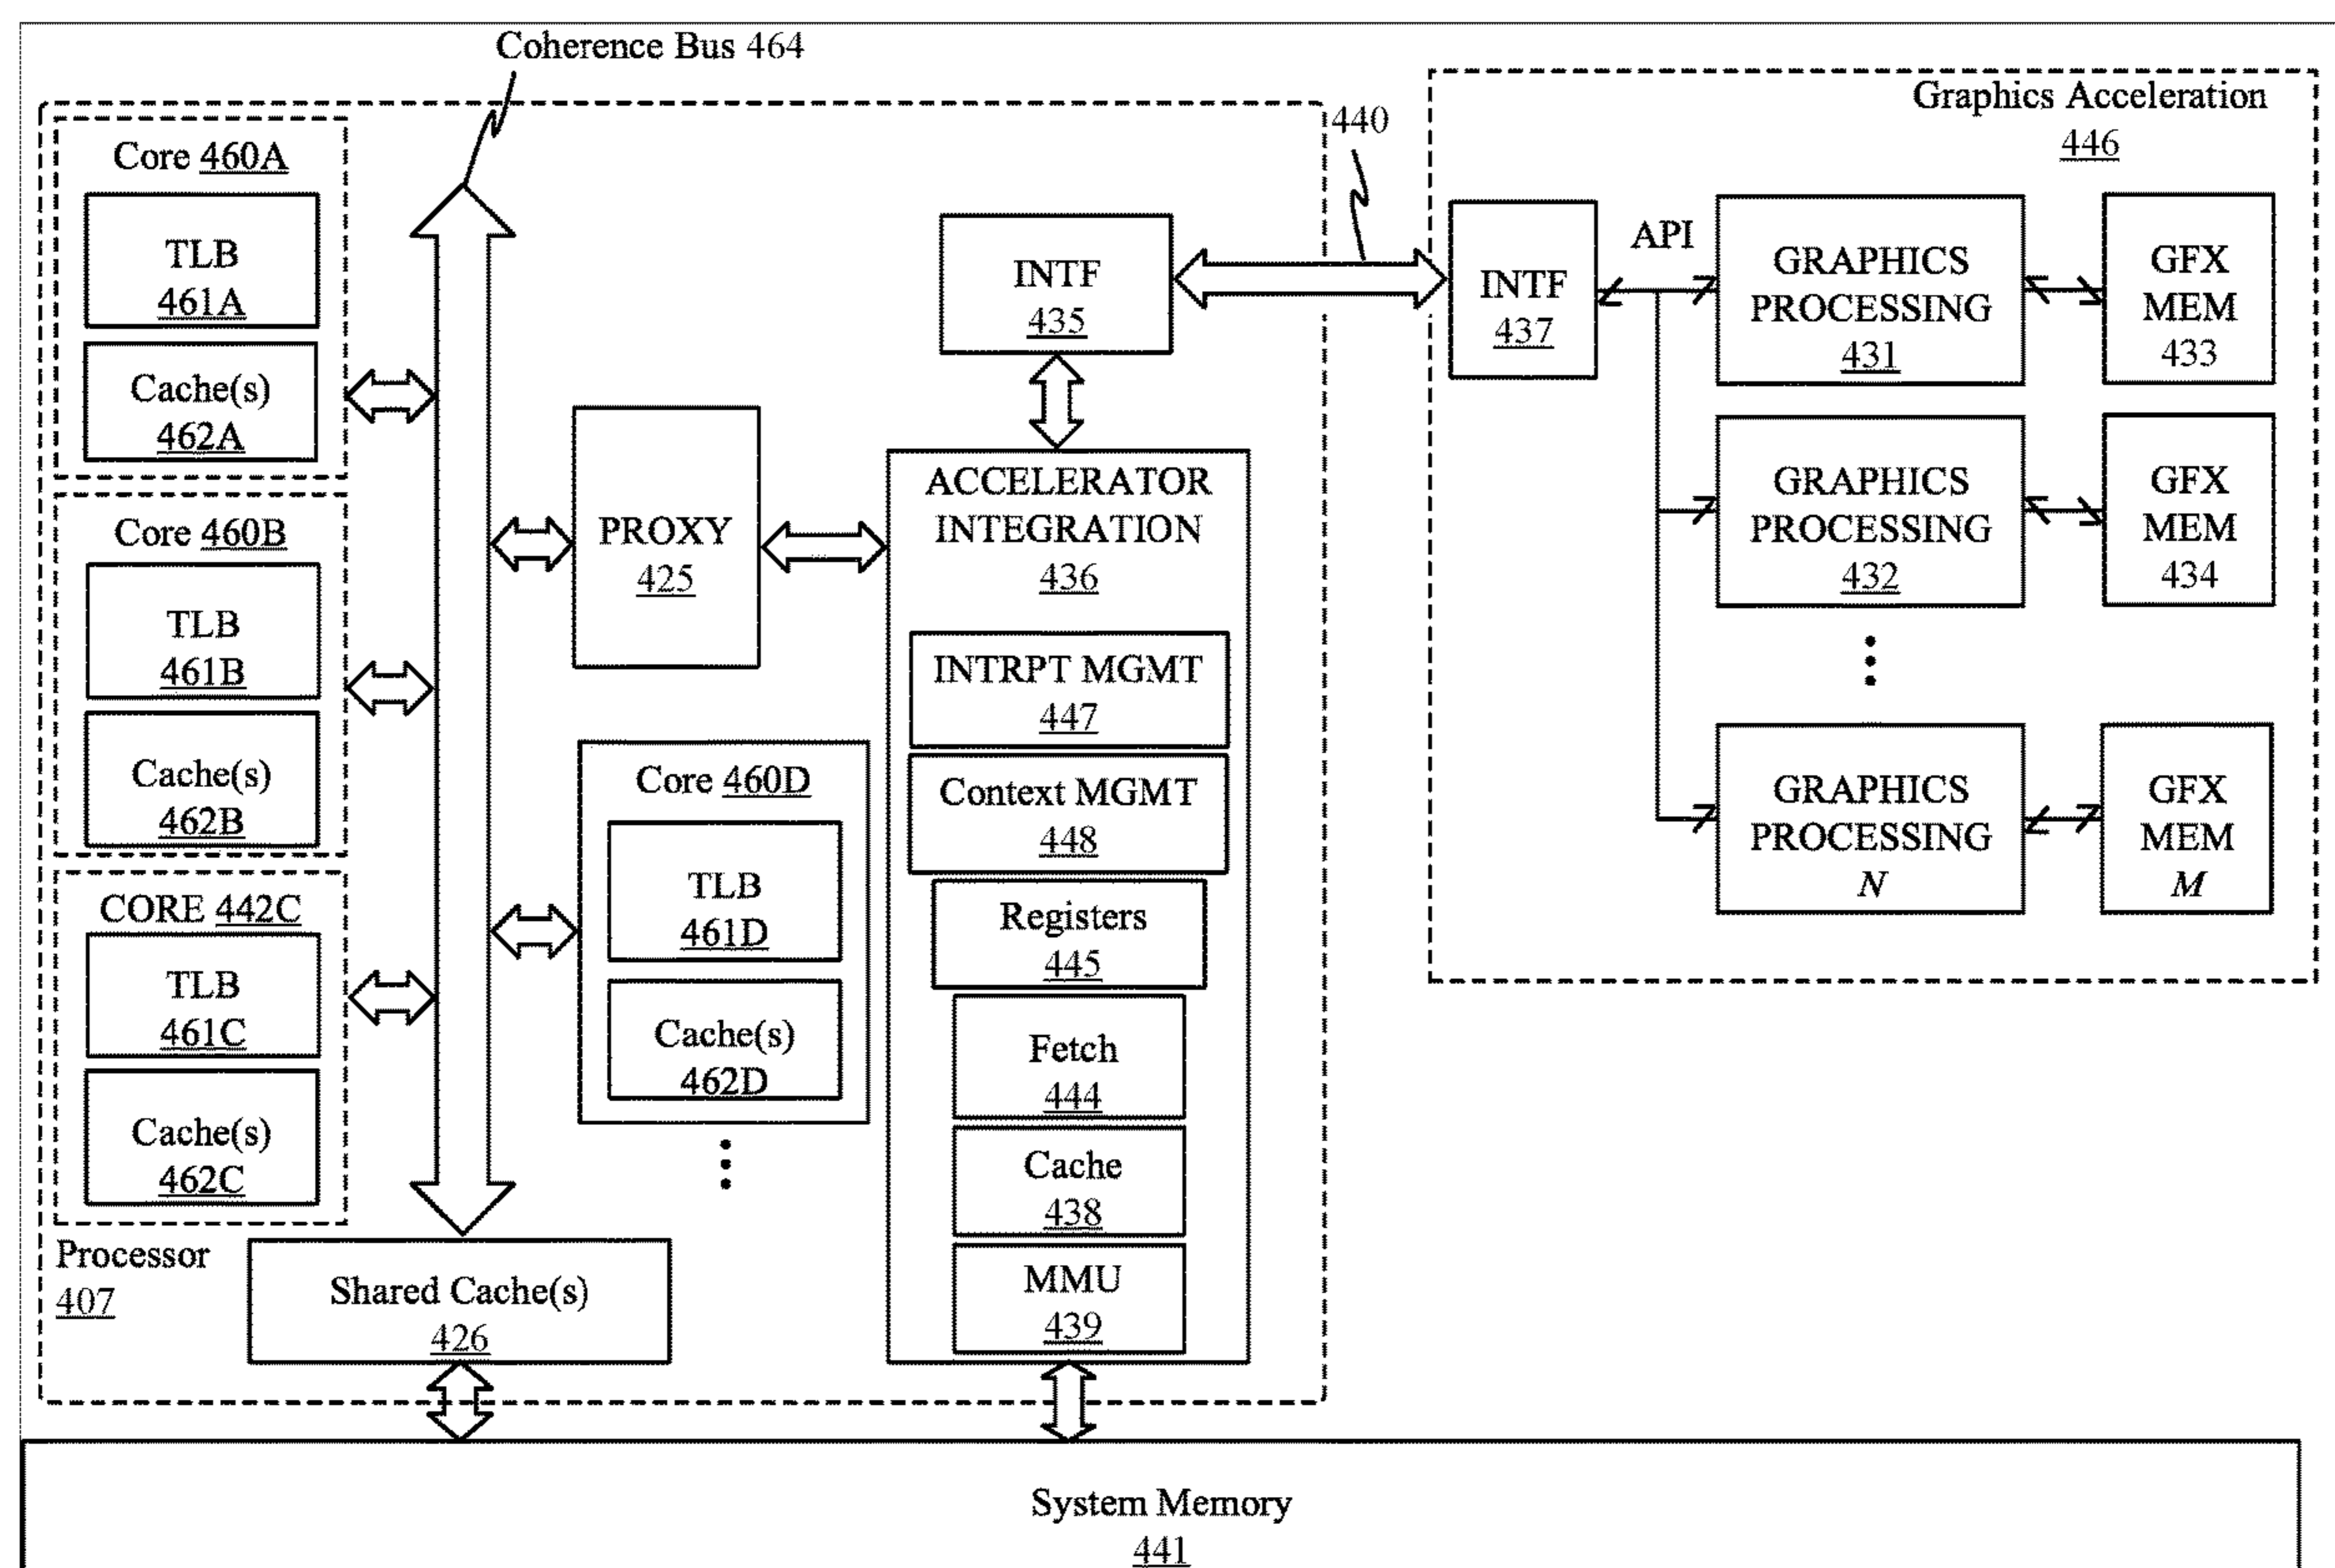 Coherence Bus 464
Core 460A
TLB
461A
Cache(s)
462A
Core 460B
TLB
461B
Cache(s)
462B
CORE 442C
TLB
461C
Cache(s)
462C
Processor
407
Shared Cache(s)
426
PROXY
425
...
Core 460D
TLB
461D
Cache(s)
462D
INTF
435
ACCELERATOR
INTEGRATION
436
INTRPT MGMT
447
Context MGMT
448
Registers
445
Fetch
444
Cache
438
MMU
439
440
Graphics Acceleration
446
INTF
437
API
GRAPHICS
PROCESSING
431
GFX
MEM
433
GRAPHICS
PROCESSING
432
GFX
MEM
434
GRAPHICS
PROCESSING
N
GFX
MEM
M
System Memory
441